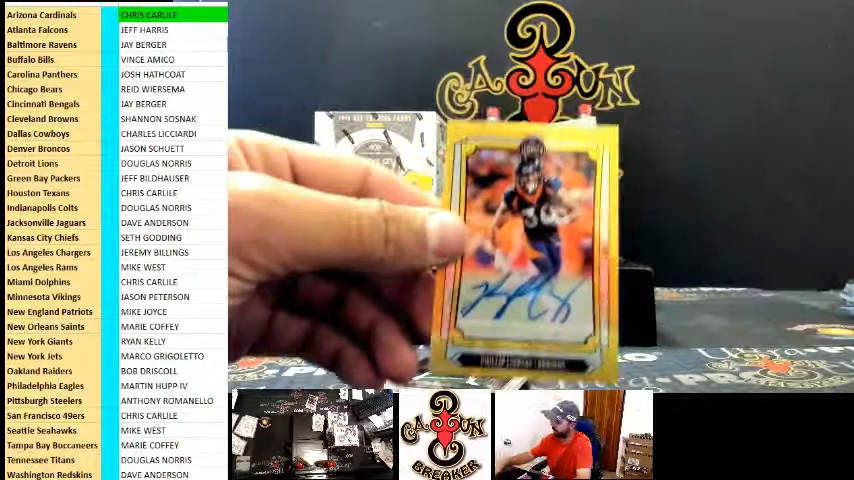 Arizona Cardinals CHRIS CARLILE
Atlanta Falcons JEFF HARRIS
Baltimore Ravens JAY BERGER
Buffalo Bills VINCE AMICO
Carolina Panthers JOSH HATHCOAT
Chicago Bears REID WIERSEMA
Cincinnati Bengals JAY BERGER
Cleveland Browns SHANNON SOSNAK
Dallas Cowboys CHARLES LICCIARDI
Denver Broncos JASON SCHUETT
Detroit Lions DOUGLAS NORRIS
Green Bay Packers JEFF BILDHAUSER
Houston Texans CHRIS CARLILE
Indianapolis Colts DOUGLAS NORRIS
Jacksonville Jaguars DAVE ANDERSON
Kansas City Chiefs SETH GODDING
Los Angeles Chargers JEREMY BILLINGS
Los Angeles Rams MIKE WEST
Miami Dolphins CHRIS CARLILE
Minnesota Vikings JASON PETERSON
New England Patriots MIKE JOYCE
New Orleans Saints MARIE COFFEY
New York Giants RYAN KELLY
New York Jets MARCO GRIGOLETTO
Oakland Raiders BOB DRISCOLL
Philadelphia Eagles MARTIN HUPP IV
Pittsburgh Steelers ANTHONY ROMANELLO
San Francisco 49ers CHRIS CARLILE
Seattle Seahawks MIKE WEST
Tampa Bay Buccaneers MARIE COFFEY
Tennessee Titans DOUGLAS NORRIS
Washington Redskins DAVE ANDERSON
CAJUN
30
PHILLIP LINDSAY
CAJUN
BREAKER